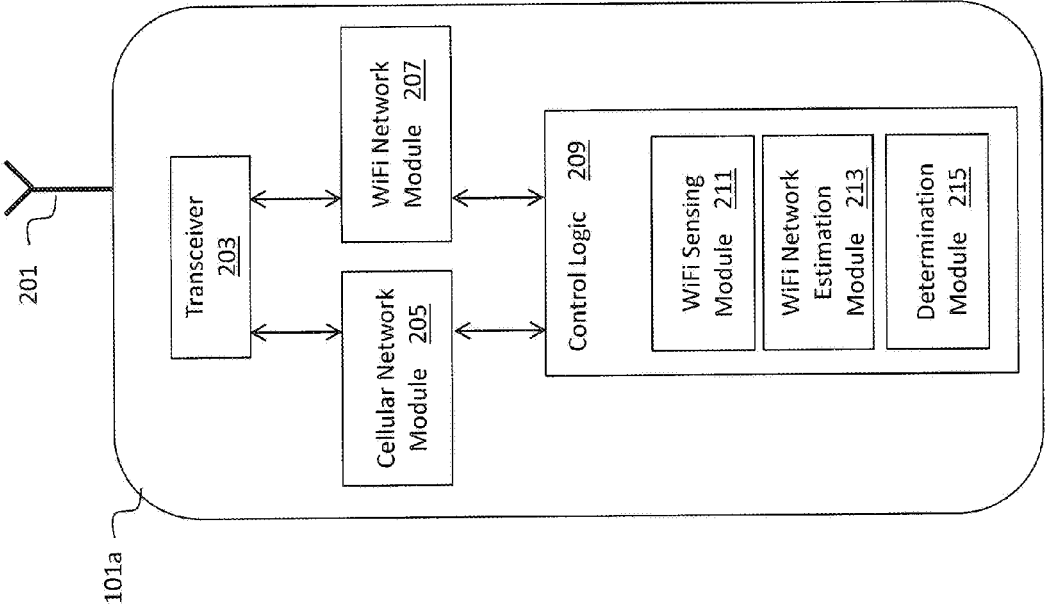 101a
201
Transceiver
203
Cellular Network
Module 205
WiFi Network
Module 207
Control Logic 209
WiFi Sensing
Module 211
WiFi Network
Estimation
Module 213
Determination
Module 215